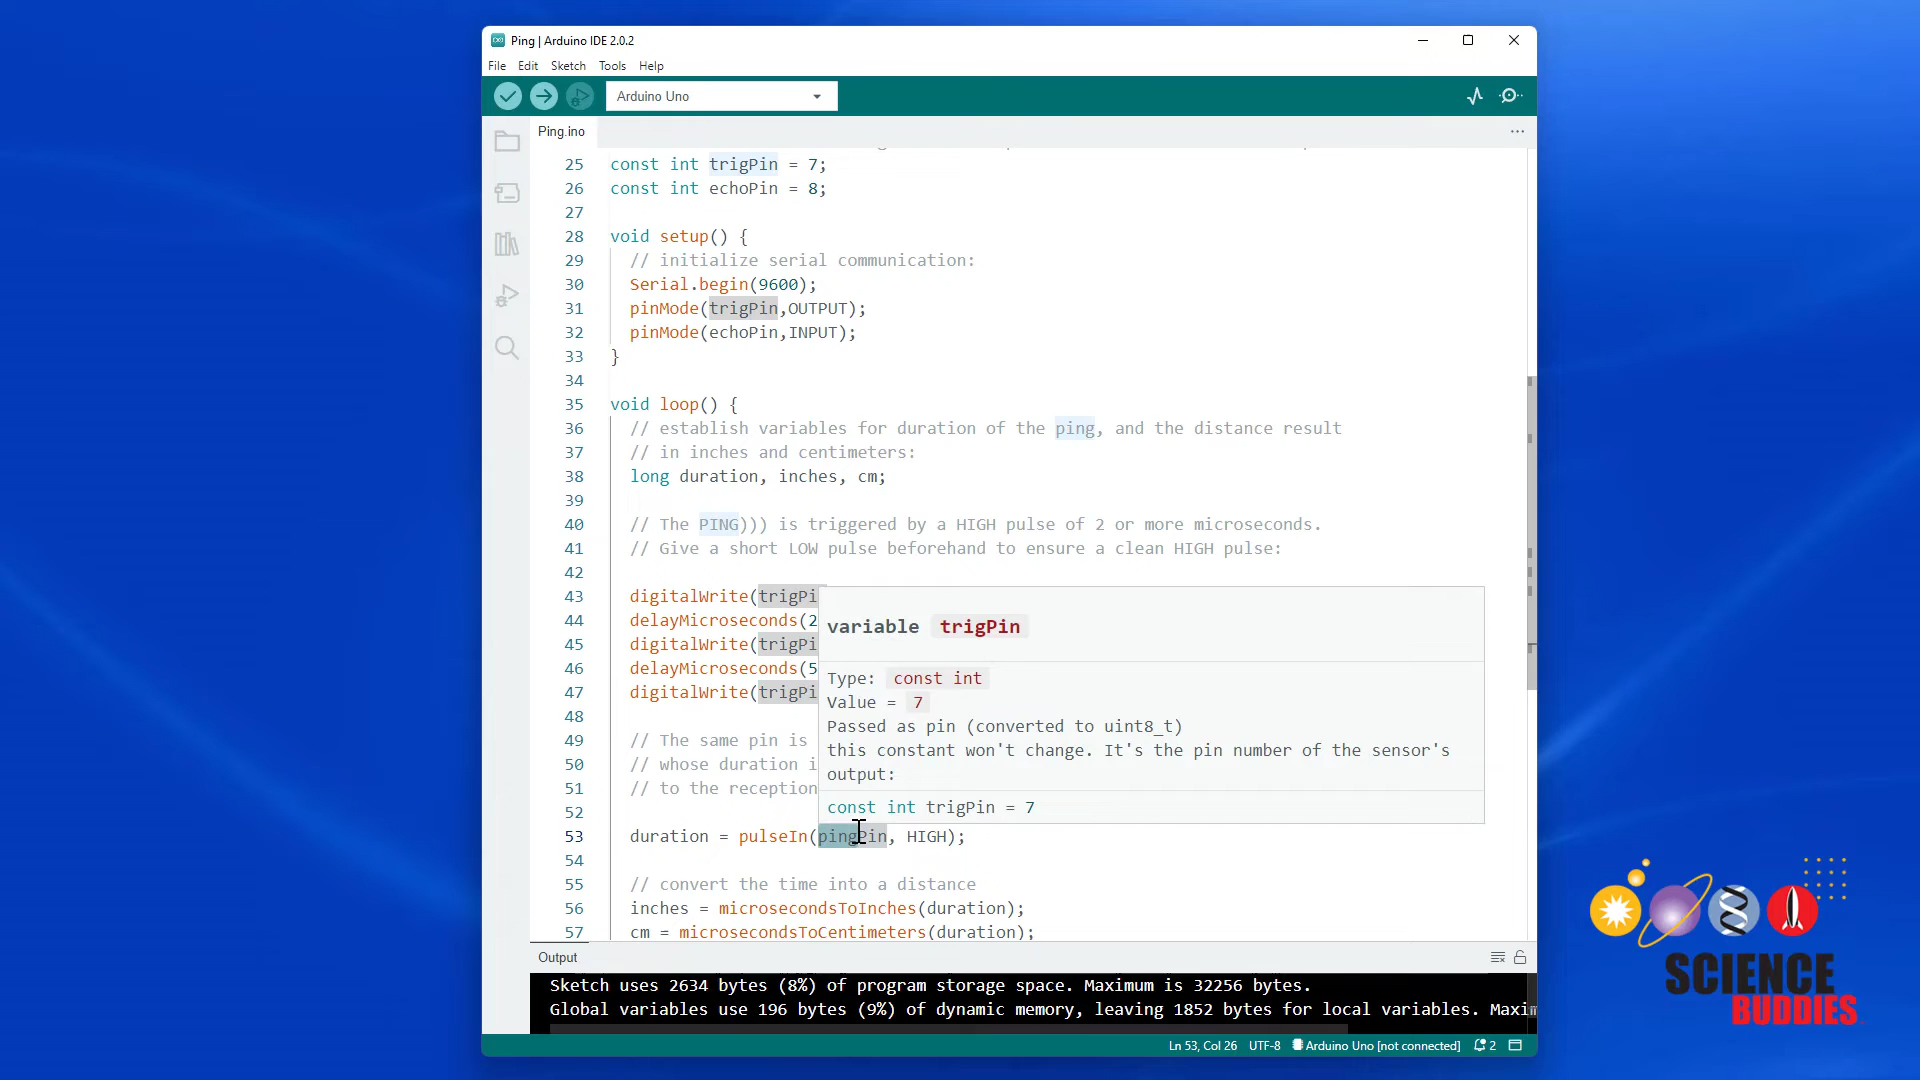 Ping | Arduino IDE 2.0.2
File Edit Sketch Tools Help
Arduino Uno
Ping.ino
25 const int trigPin = 7;
26 const int echoPin = 8;
27
28 void setup() {
29 // initialize serial communication:
30 Serial.begin(9600);
31 pinMode(trigPin,OUTPUT);
32 pinMode(echoPin,INPUT);
33 }
34
35 void loop() {
36 // establish variables for duration of the ping, and the distance result
37 // in inches and centimeters:
38 long duration, inches, cm;
39
40 // The PING))) is triggered by a HIGH pulse of 2 or more microseconds.
41 // Give a short LOW pulse beforehand to ensure a clean HIGH pulse:
42
43 digitalWrite(trigPi
44 delayMicroseconds(2
45 digitalWrite(trigPi
46 delayMicroseconds(5
47 digitalWrite(trigPi
48
49 // The same pin is
50 // whose duration i
51 // to the reception
52
variable trigPin
Type: const int
Value = 7
Passed as pin (converted to uint8_t)
this constant won't change. It's the pin number of the sensor's
output:
const int trigPin = 7
53 duration = pulseIn(pingPin, HIGH);
54
55 // convert the time into a distance
56 inches = microsecondsToInches(duration);
57 cm = microsecondsToCentimeters(duration);
Output
Sketch uses 2634 bytes (8%) of program storage space. Maximum is 32256 bytes.
Global variables use 196 bytes (9%) of dynamic memory, leaving 1852 bytes for local variables. Maxim
Ln 53, Col 26 UTF-8 Arduino Uno [not connected] 2
SCIENCE
BUDDIES